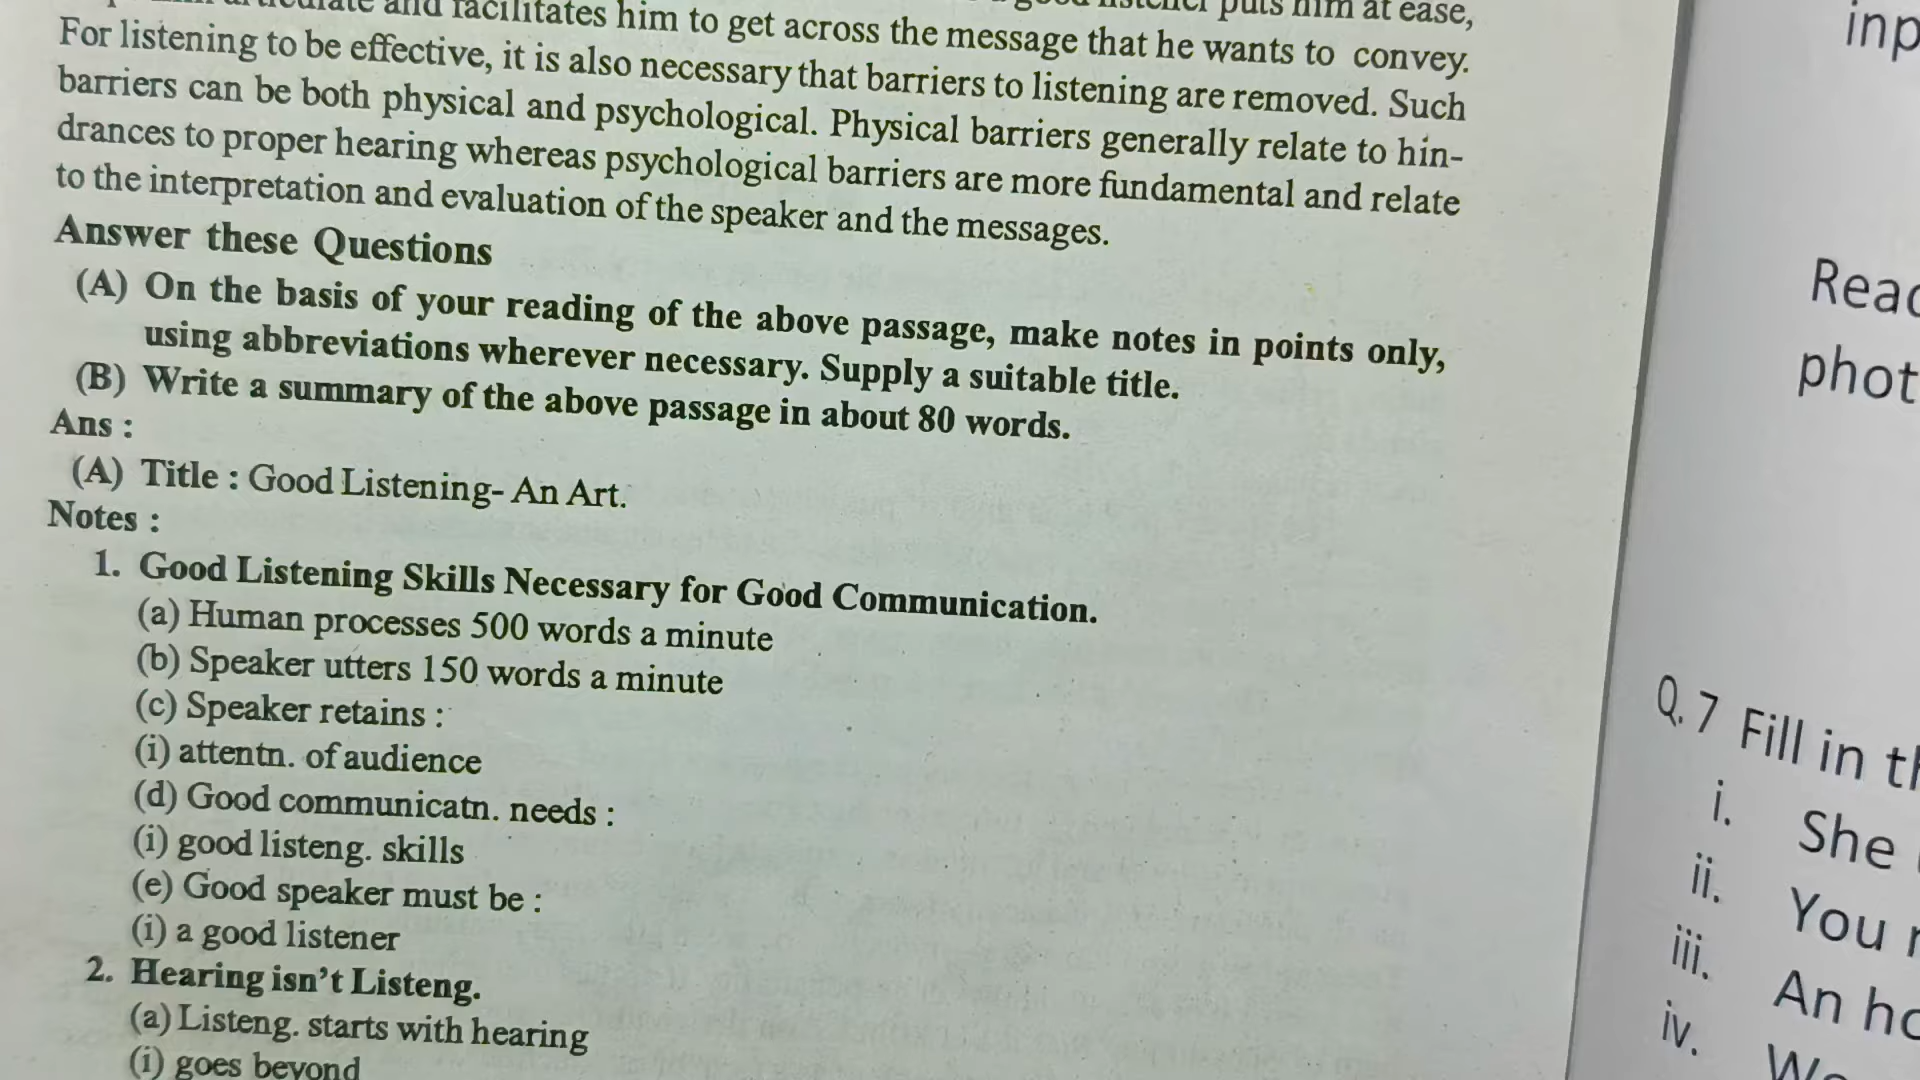 and facilitates him to get across the message that he wants to convey.
For listening to be effective, it is also necessary that barriers to listening are removed. Such
barriers can be both physical and psychological. Physical barriers generally relate to hin-
drances to proper hearing whereas psychological barriers are more fundamental and relate
to the interpretation and evaluation of the speaker and the messages.
Answer these Questions
(A) On the basis of your reading of the above passage, make notes in points only,
using abbreviations wherever necessary. Supply a suitable title.
(B) Write a summary of the above passage in about 80 words.
Ans :
(A) Title : Good Listening- An Art.
Notes :
1. Good Listening Skills Necessary for Good Communication.
(a) Human processes 500 words a minute
(b) Speaker utters 150 words a minute
(c) Speaker retains :
(i) attentn. of audience
(d) Good communicatn. needs :
(i) good listeng. skills
(e) Good speaker must be :
(i) a good listener
2. Hearing isn't Listeng.
(a) Listeng. starts with hearing
(i) goes beyond
inp
Read
phot
Q. 7 Fill in th
i. She
ii. You
iii. An ho
iv. We